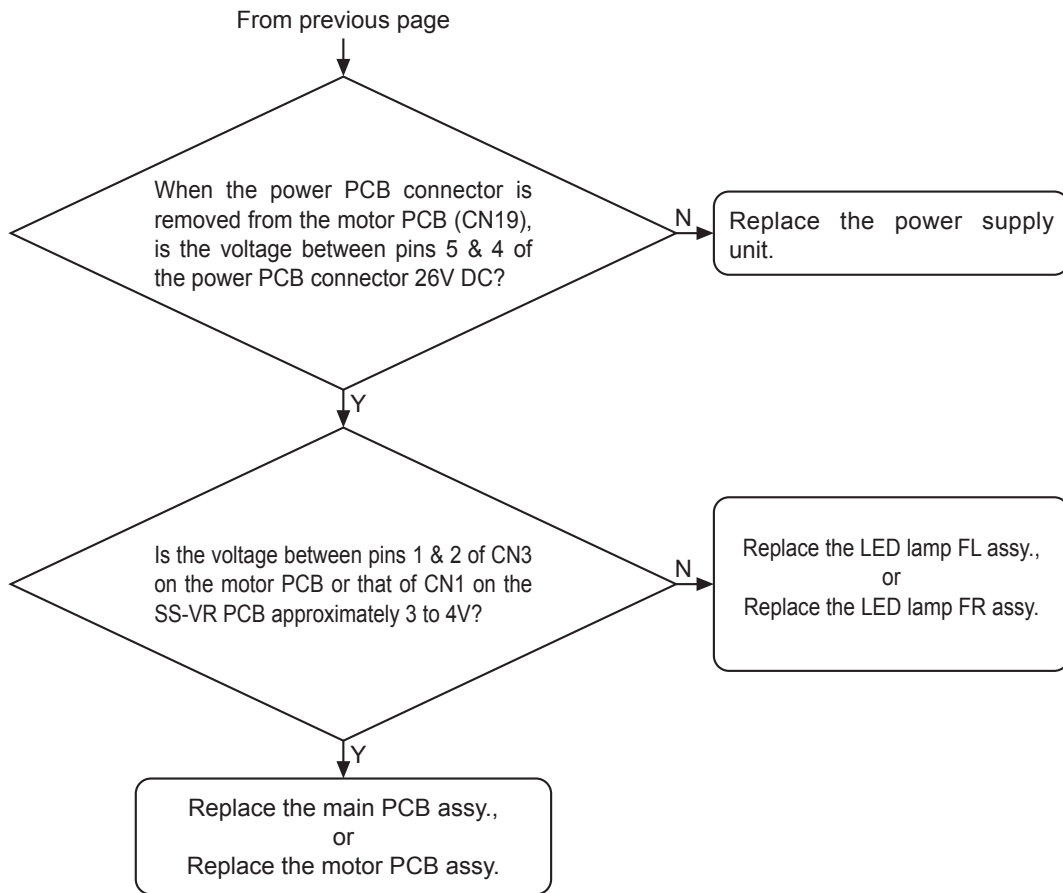 From previous page
When the power PCB connector is
removed from the motor PCB (CN19),
is the voltage between pins 5 & 4 of
the power PCB connector 26V DC?
N
Replace the power supply
unit.
Y
Is the voltage between pins 1 & 2 of CN3
on the motor PCB or that of CN1 on the
SS-VR PCB approximately 3 to 4V?
N
Replace the LED lamp FL assy.,
or
Replace the LED lamp FR assy.
Y
Replace the main PCB assy.,
or
Replace the motor PCB assy.